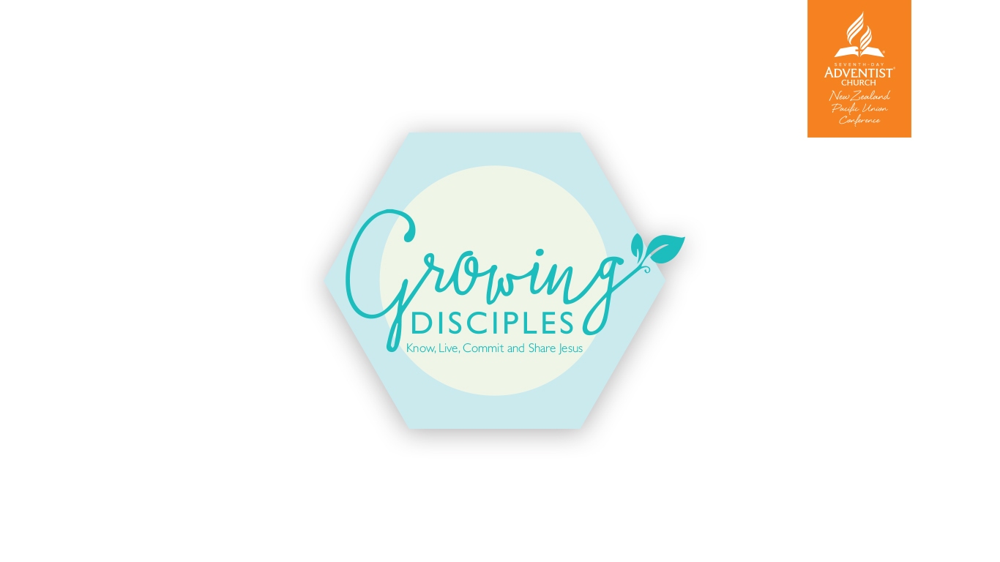 SEVENTH-DAY
ADVENTIST
CHURCH
New Zealand
Pacific Union
Conference
Growing
DISCIPLES
Know, Live, Commit and Share Jesus